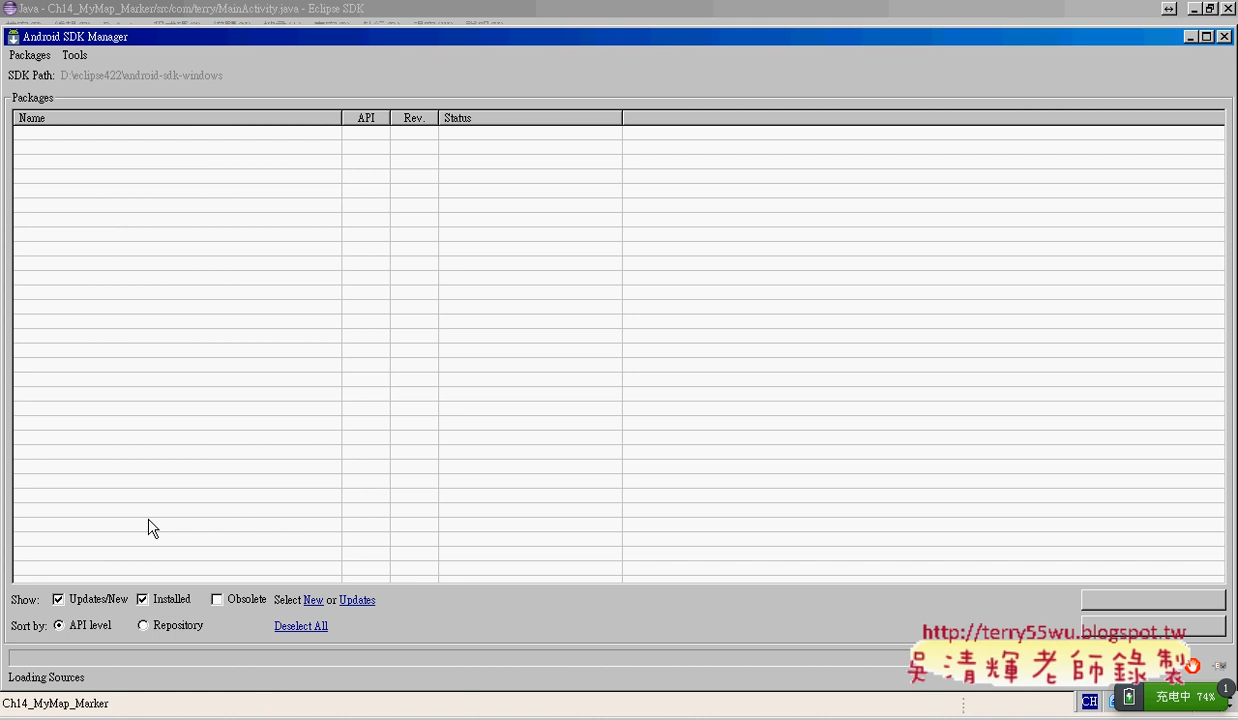 Java - Ch14_MyMap_Marker/src/com/terry/MainActivity.java - Eclipse SDK
Android SDK Manager
Packages Tools
SDK Path: D:\eclipse422\android-sdk-windows
Packages
Name API Rev. Status
Show: Updates/New Installed Obsolete Select New or Updates
Sort by: API level Repository Deselect All
http://terry55wu.blogspot.tw
吳清輝老師錄製
Loading Sources
Ch14_MyMap_Marker
CH
充电中 74%
1